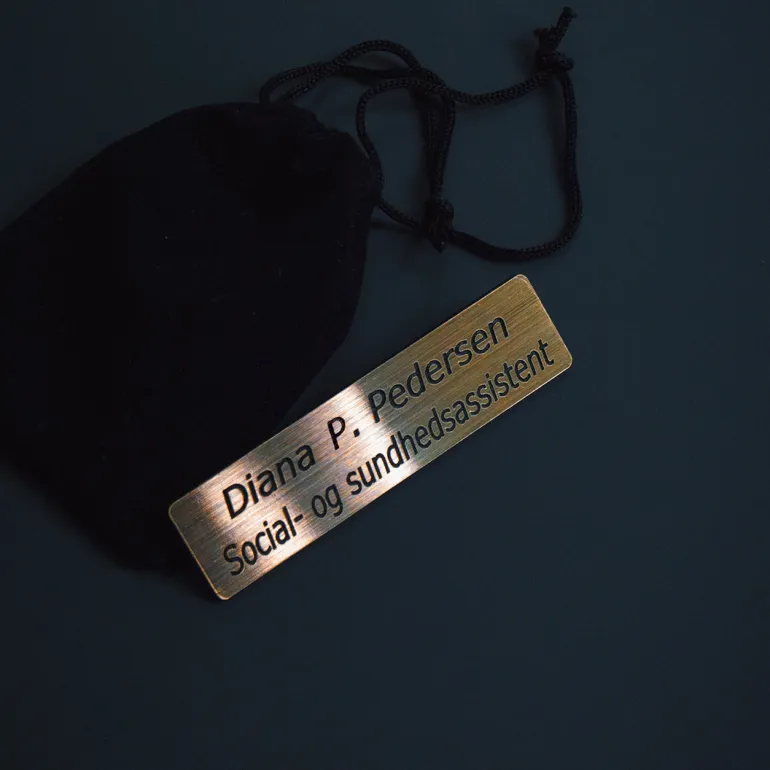 Diana P. Pedersen
Social- og sundhedsassistent